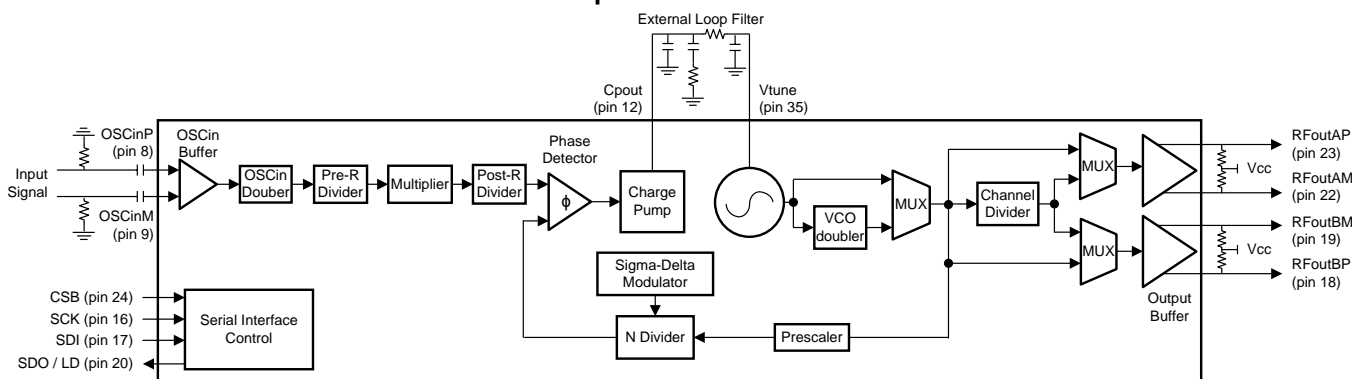 External Loop Filter
Cpout
(pin 12)
Vtune
(pin 35)
OSCinP
(pin 8)
OSCin
Buffer
Input
Signal
OSCinM
(pin 9)
OSCin
Douber
Pre-R
Divider
Multiplier
Post-R
Divider
Phase
Detector
ϕ
Charge
Pump
VCO
doubler
MUX
Channel
Divider
MUX
MUX
RFoutAP
(pin 23)
Vcc
RFoutAM
(pin 22)
RFoutBM
(pin 19)
Vcc
RFoutBP
(pin 18)
Output
Buffer
Sigma-Delta
Modulator
N Divider
Prescaler
CSB (pin 24)
SCK (pin 16)
SDI (pin 17)
SDO / LD (pin 20)
Serial Interface
Control